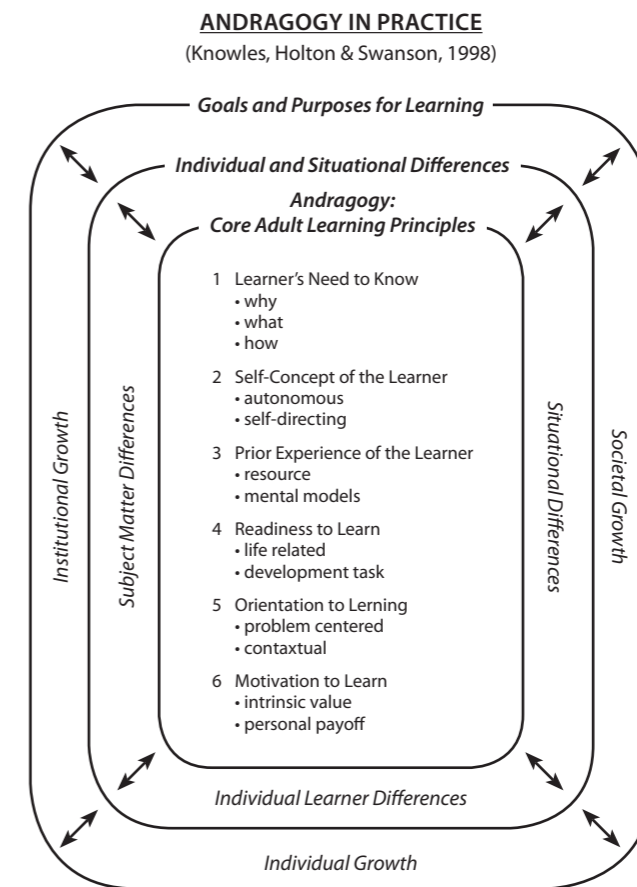 ANDRAGOGY IN PRACTICE
(Knowles, Holton & Swanson, 1998)
Goals and Purposes for Learning
Individual and Situational Differences
Andragogy:
Core Adult Learning Principles
1 Learner's Need to Know
• why
• what
• how
2 Self-Concept of the Learner
• autonomous
• self-directing
3 Prior Experience of the Learner
• resource
• mental models
4 Readiness to Learn
• life related
• development task
5 Orientation to Lerning
• problem centered
• contaxtual
6 Motivation to Learn
• intrinsic value
• personal payoff
Institutional Growth
Subject Matter Differences
Situational Differences
Societal Growth
Individual Learner Differences
Individual Growth